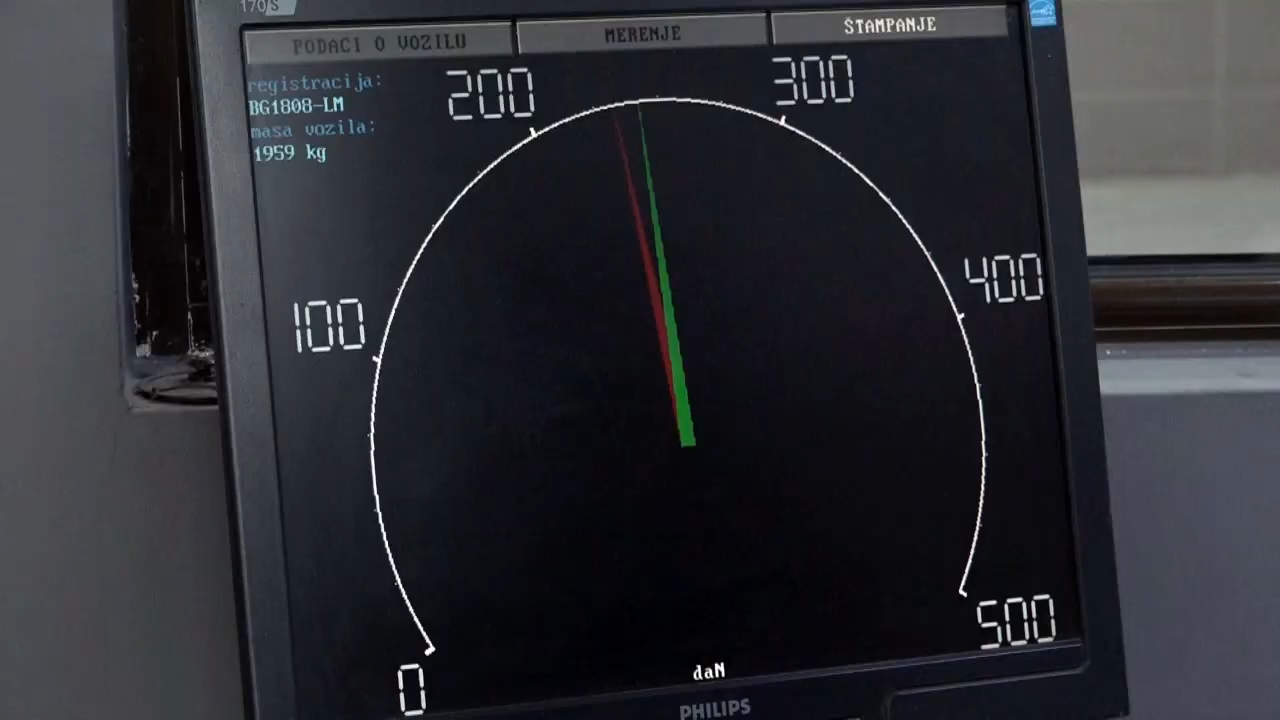 170S
PODACI O VOZILU
MERENJE
ŠTAMPANJE
registracija:
BG1808-LM
masa vozila:
1959 kg
200
300
100
400
0
500
daN
PHILIPS